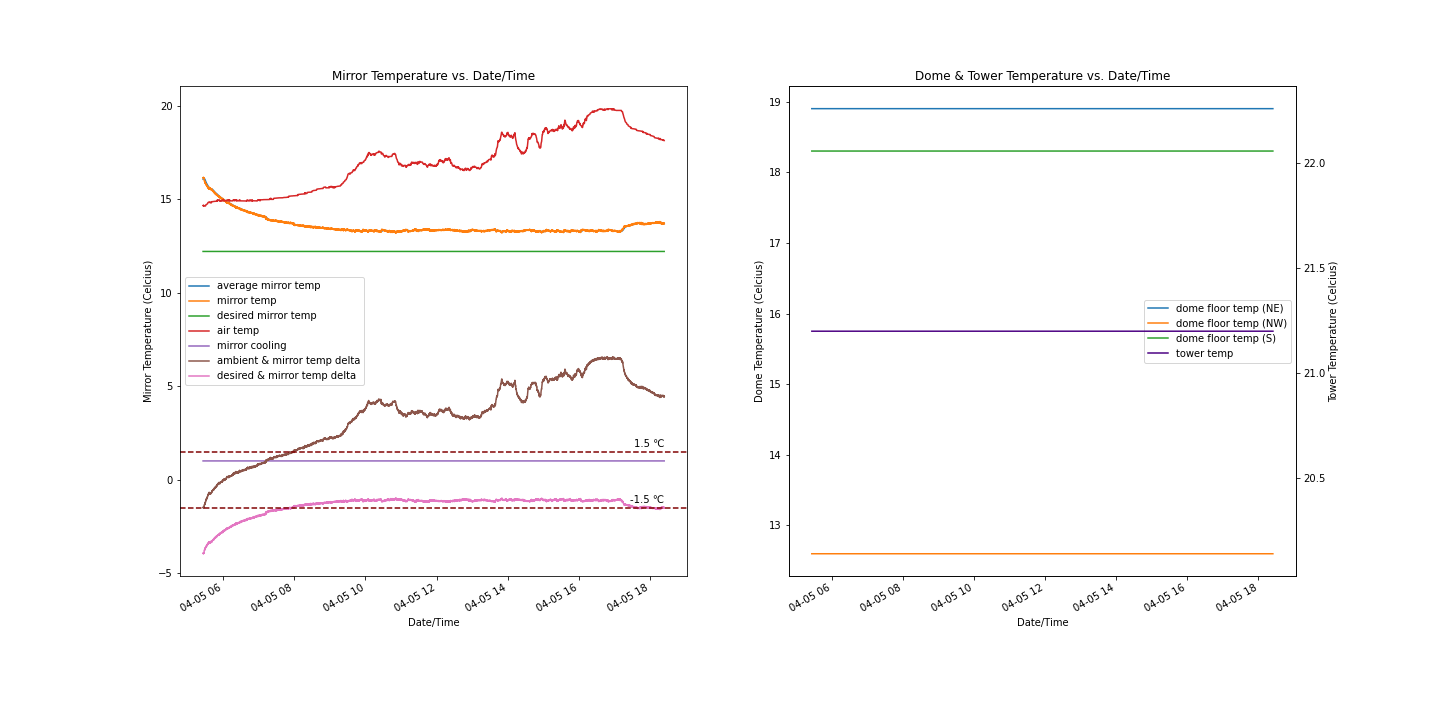 Mirror Temperature vs. Date/Time
Mirror Temperature (Celcius)
20
15
10
5
0
−5
average mirror temp
mirror temp
desired mirror temp
air temp
mirror cooling
ambient & mirror temp delta
desired & mirror temp delta
1.5 °C
-1.5 °C
04-05 06
04-05 08
04-05 10
04-05 12
04-05 14
04-05 16
04-05 18
Date/Time
Dome & Tower Temperature vs. Date/Time
Dome Temperature (Celcius)
19
18
17
16
15
14
13
dome floor temp (NE)
dome floor temp (NW)
dome floor temp (S)
tower temp
22.0
21.5
21.0
20.5
Tower Temperature (Celcius)
04-05 06
04-05 08
04-05 10
04-05 12
04-05 14
04-05 16
04-05 18
Date/Time